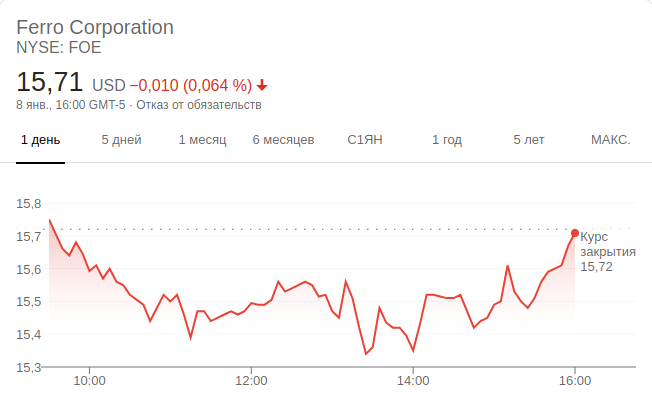 Ferro Corporation
NYSE: FOE
15,71 USD −0,010 (0,064 %)
8 янв., 16:00 GMT-5 · Отказ от обязательств
1 день 5 дней 1 месяц 6 месяцев С1ЯН 1 год 5 лет МАКС.
15,8
15,7
15,6
15,5
15,4
15,3
Курс
закрытия
15,72
10:00 12:00 14:00 16:00